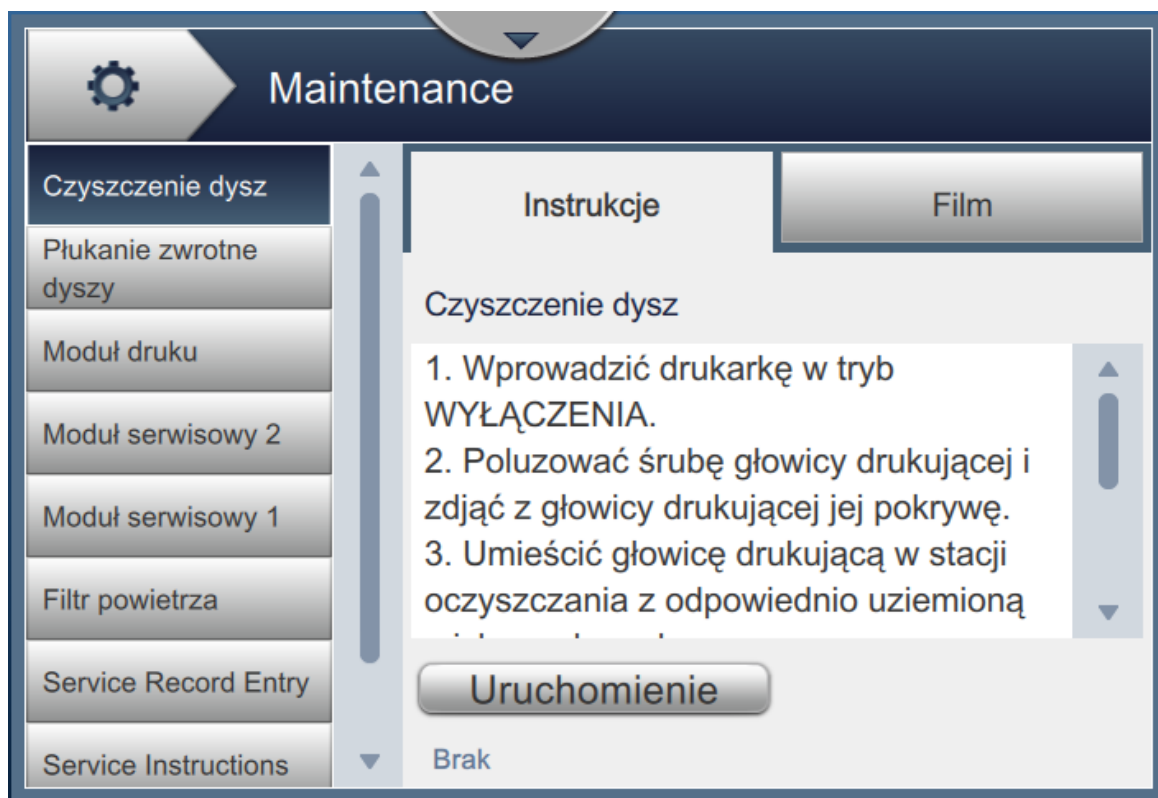 Maintenance
Czyszczenie dysz
Płukanie zwrotne
dyszy
Moduł druku
Moduł serwisowy 2
Moduł serwisowy 1
Filtr powietrza
Service Record Entry
Service Instructions
Instrukcje
Film
Czyszczenie dysz
1. Wprowadzić drukarkę w tryb
WYŁĄCZENIA.
2. Poluzować śrubę głowicy drukującej i
zdjąć z głowicy drukującej jej pokrywę.
3. Umieścić głowicę drukującą w stacji
oczyszczania z odpowiednio uziemioną
Uruchomienie
Brak